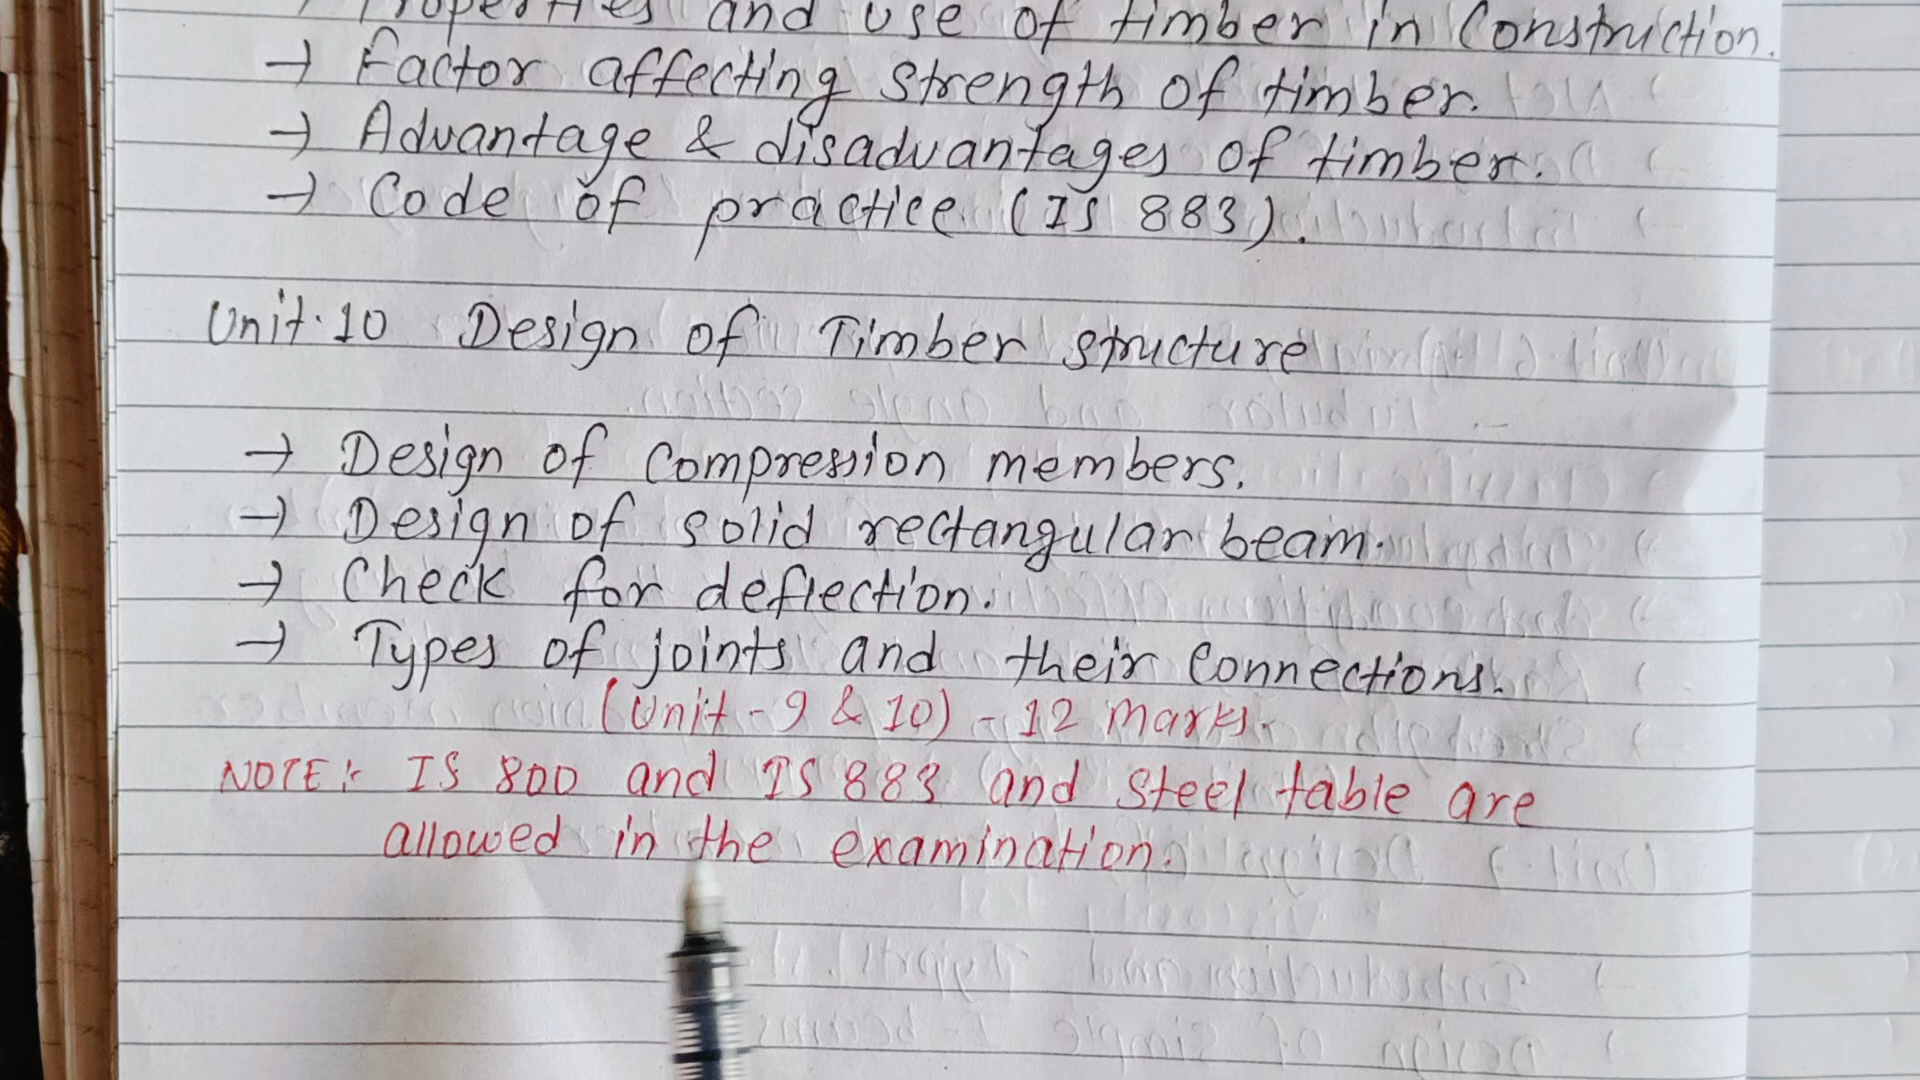 Properties and use of timber in Construction.
→ Factor affecting strength of timber.
→ Advantage & disadvantages of timber.
→ Code of practice (IS 883).
Unit.10 Design of Timber structure
→ Design of compression members.
→ Design of solid rectangular beam.
→ Check for deflection.
→ Types of joints and their connections.
(Unit - 9 & 10) - 12 marks.
NOTE:- IS 800 and IS 883 and steel table are
allowed in the examination.